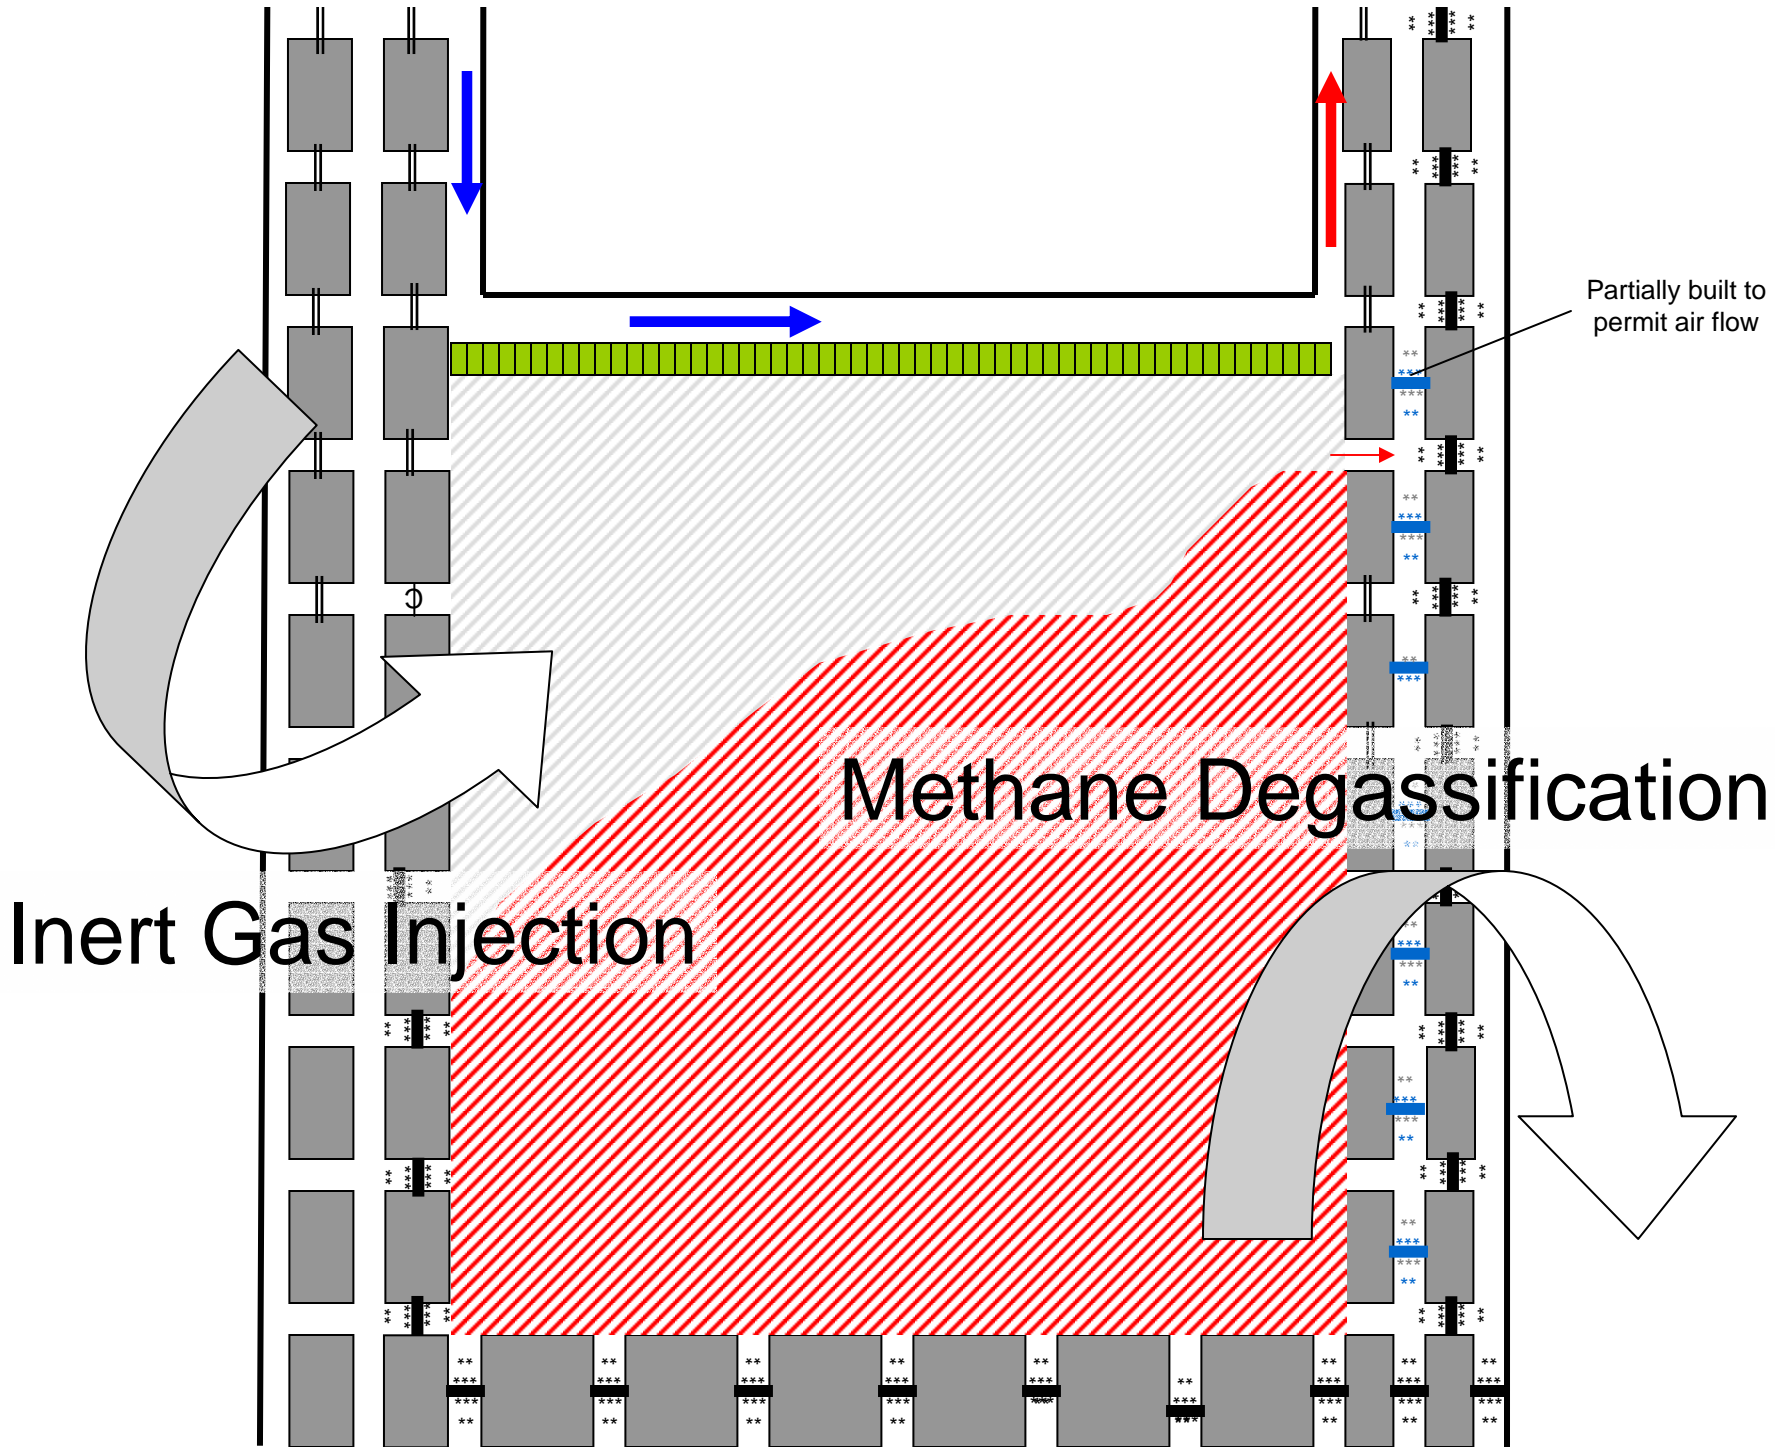 Partially built to
permit air flow
Methane Degassification
Inert Gas Injection